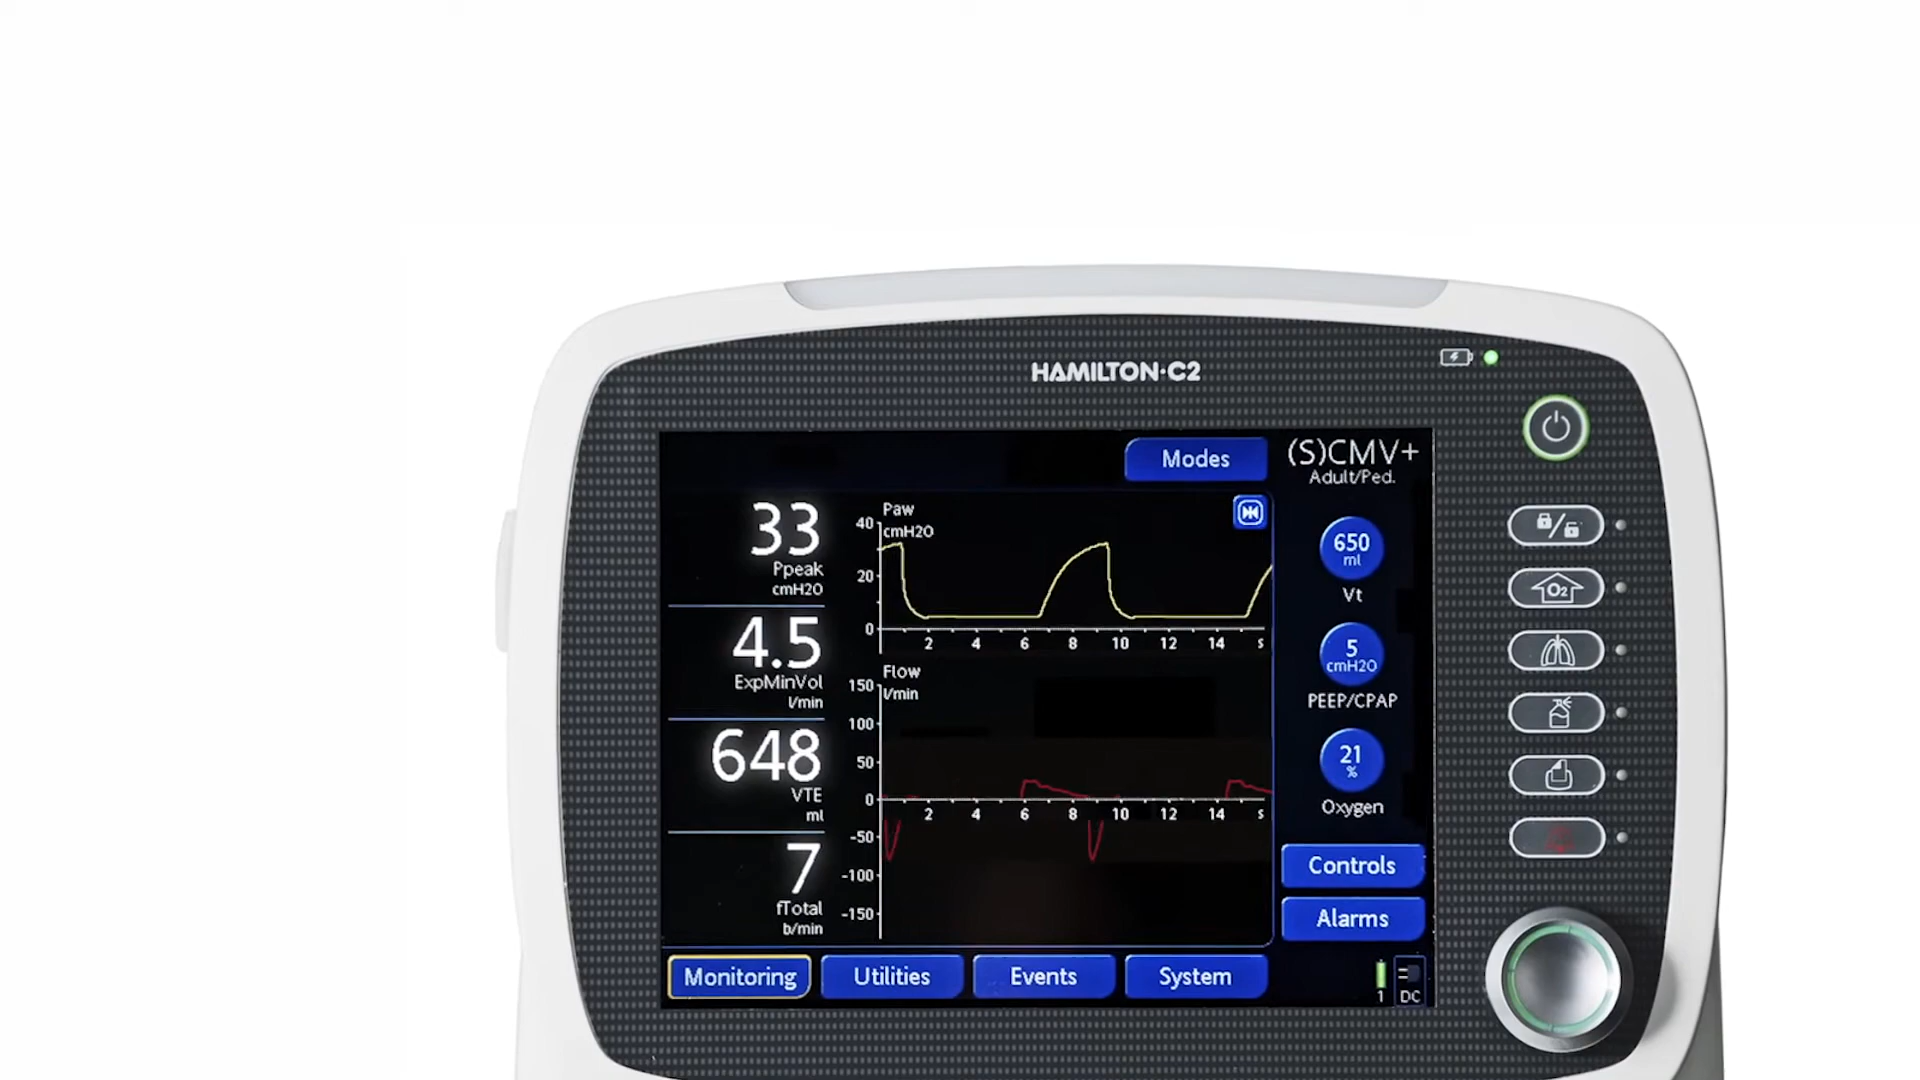 HAMILTON·C2
Modes
(S)CMV+
Adult/Ped.
33
Ppeak
cmH2O
4.5
ExpMinVol
l/min
648
VTE
ml
7
fTotal
b/min
Paw
cmH2O
40
20
0
2 4 6 8 10 12 14 s
Flow
l/min
150
100
50
0
2 4 6 8 10 12 14 s
-50
-100
-150
650
ml
Vt
5
cmH2O
PEEP/CPAP
21
%
Oxygen
Controls
Alarms
Monitoring
Utilities
Events
System
1
DC
O2